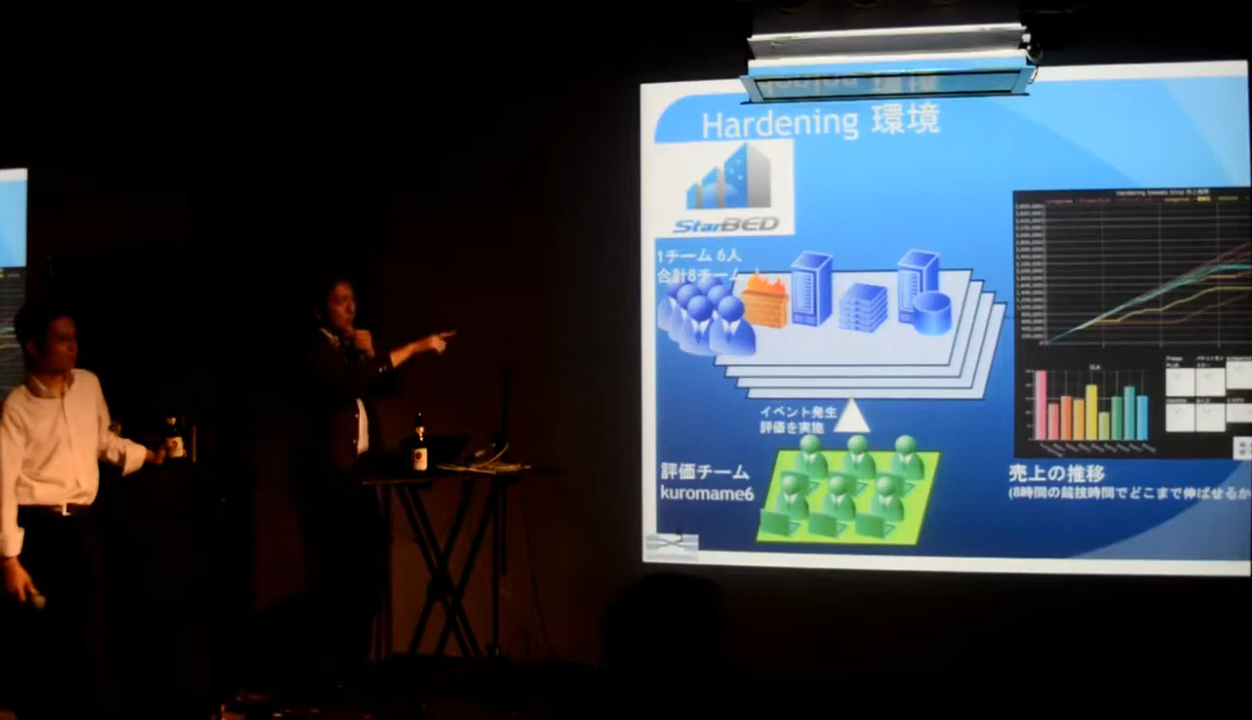 Hardening 環境
StarBED
1チーム 6人
合計8チーム
イベント発生
評価を実施
評価チーム
kuromame6
SLA
売上の推移
(8時間の競技時間でどこまで伸ばせるか